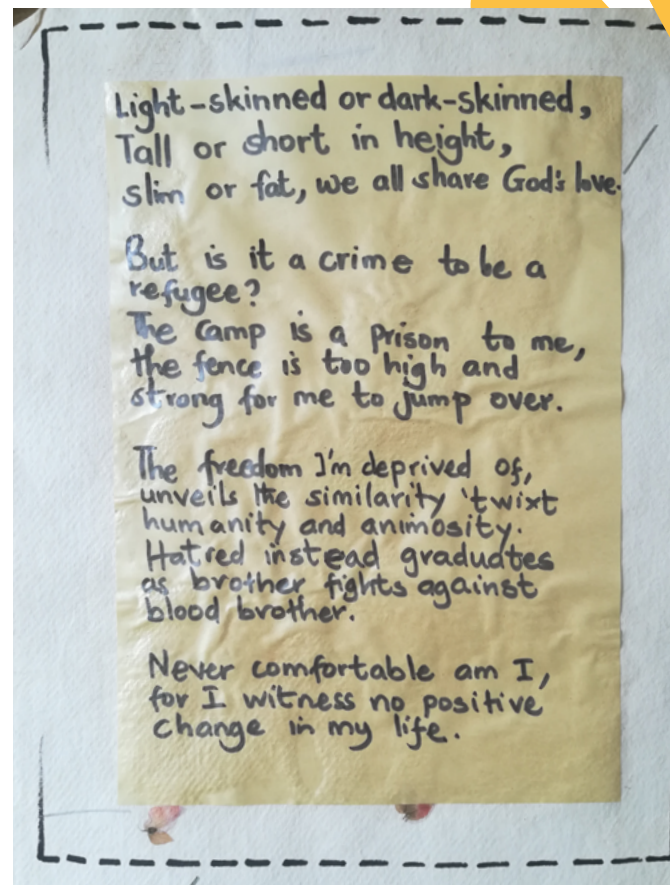 Light-skinned or dark-skinned,
Tall or short in height,
slim or fat, we all share God's love.
But is it a crime to be a
refugee?
The Camp is a prison to me,
the fence is too high and
strong for me to jump over.
The freedom I'm deprived of,
unveils the similarity 'twixt
humanity and animosity.
Hatred instead graduates
as brother fights against
blood brother.
Never comfortable am I,
for I witness no positive
change in my life.